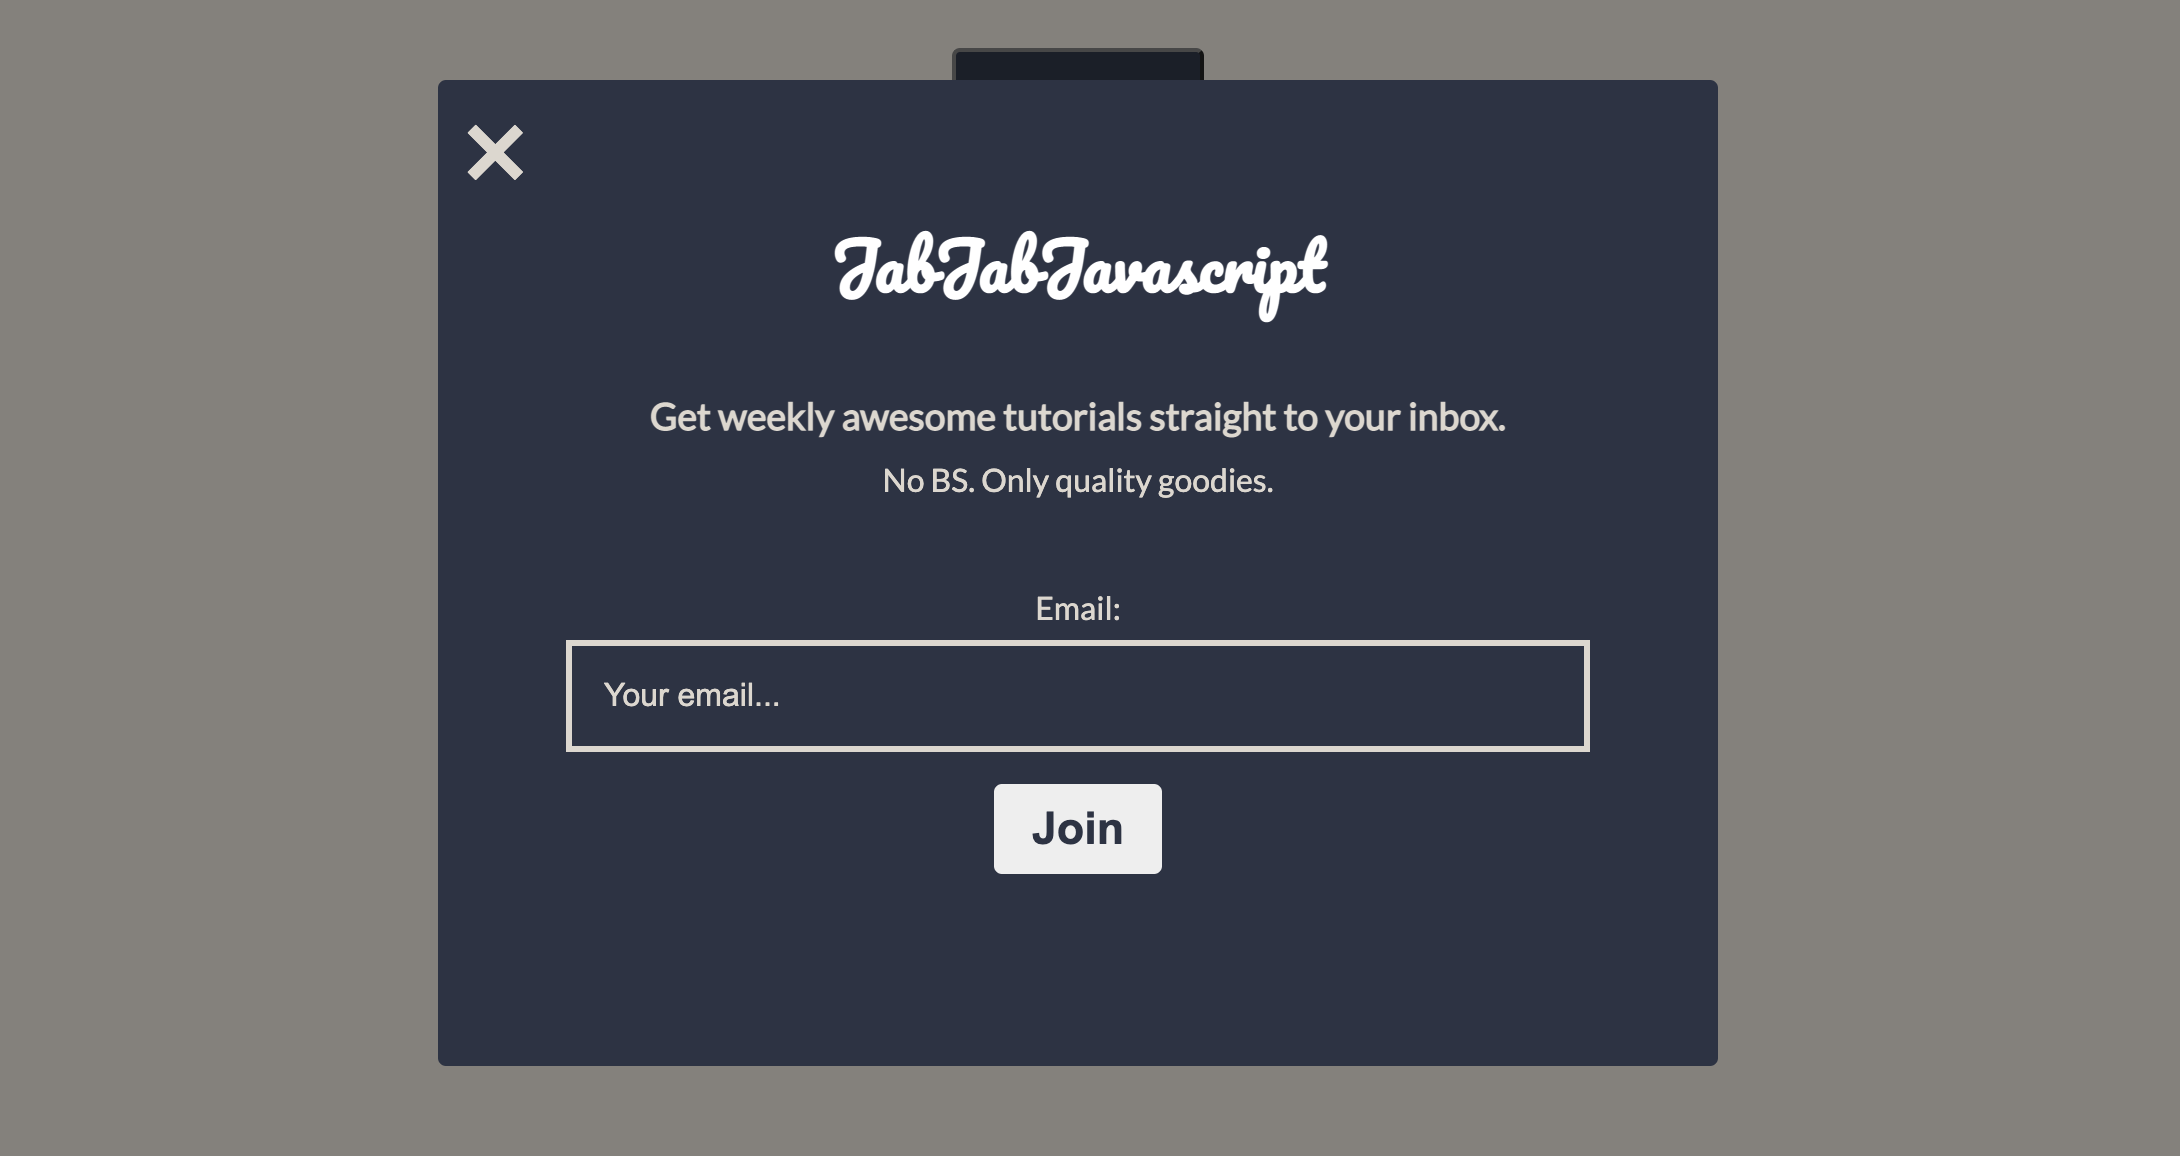 JabJabJavascript
Get weekly awesome tutorials straight to your inbox.
No BS. Only quality goodies.
Email:
Your email...
Join